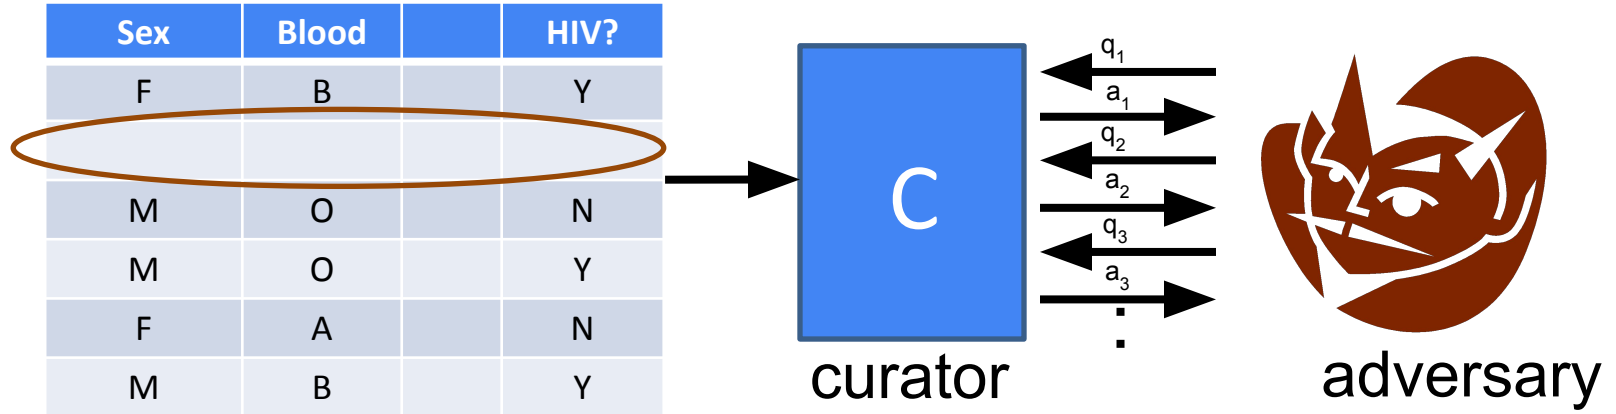 Sex Blood HIV?
F B Y
M O N
M O Y
F A N
M B Y
C
curator
q1
a1
q2
a2
q3
a3
adversary